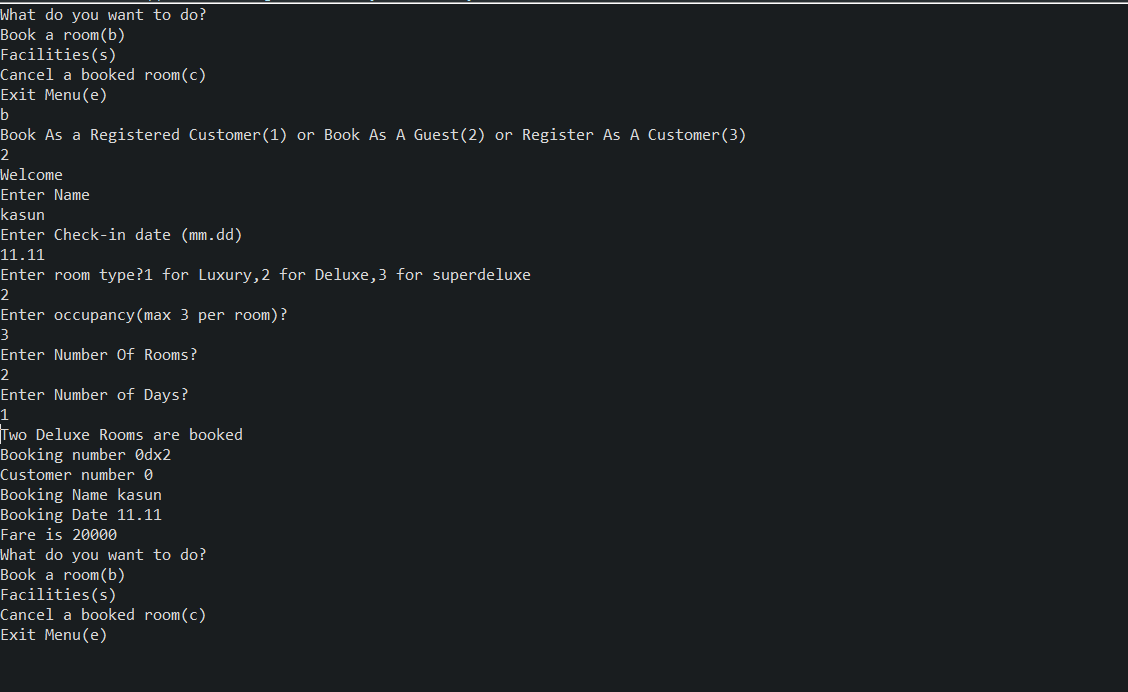 What do you want to do?
Book a room(b)
Facilities(s)
Cancel a booked room(c)
Exit Menu(e)
b
Book As a Registered Customer(1) or Book As A Guest(2) or Register As A Customer(3)
2
Welcome
Enter Name
kasun
Enter Check-in date (mm.dd)
11.11
Enter room type?1 for Luxury,2 for Deluxe,3 for superdeluxe
2
Enter occupancy(max 3 per room)?
3
Enter Number Of Rooms?
2
Enter Number of Days?
1
Two Deluxe Rooms are booked
Booking number 0dx2
Customer number 0
Booking Name kasun
Booking Date 11.11
Fare is 20000
What do you want to do?
Book a room(b)
Facilities(s)
Cancel a booked room(c)
Exit Menu(e)